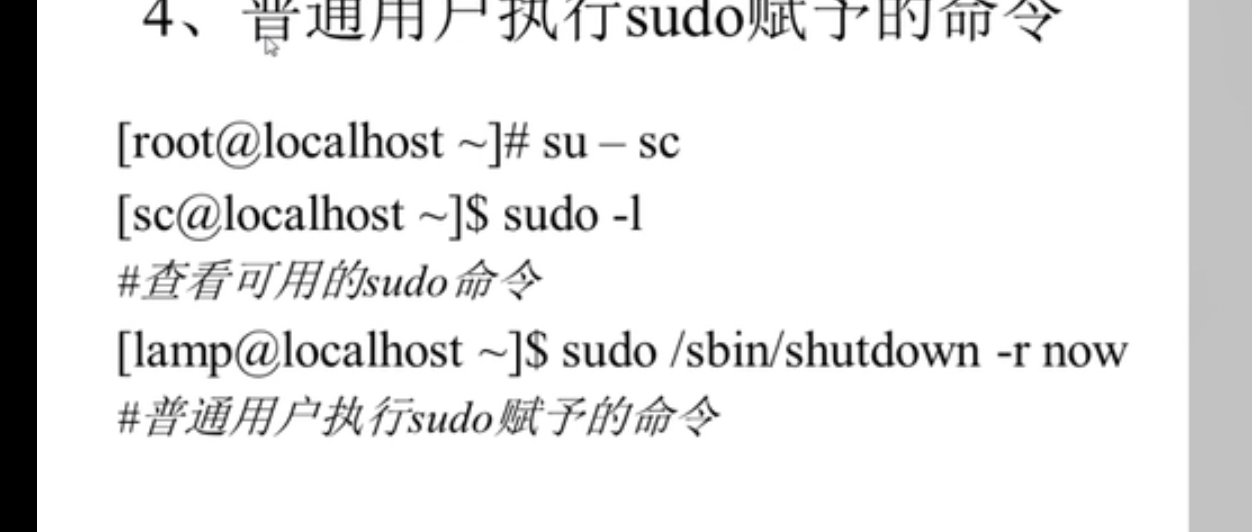 4、普通用户执行sudo赋予的命令
[root@localhost ~]# su – sc
[sc@localhost ~]$ sudo -l
#查看可用的sudo命令
[lamp@localhost ~]$ sudo /sbin/shutdown -r now
#普通用户执行sudo赋予的命令